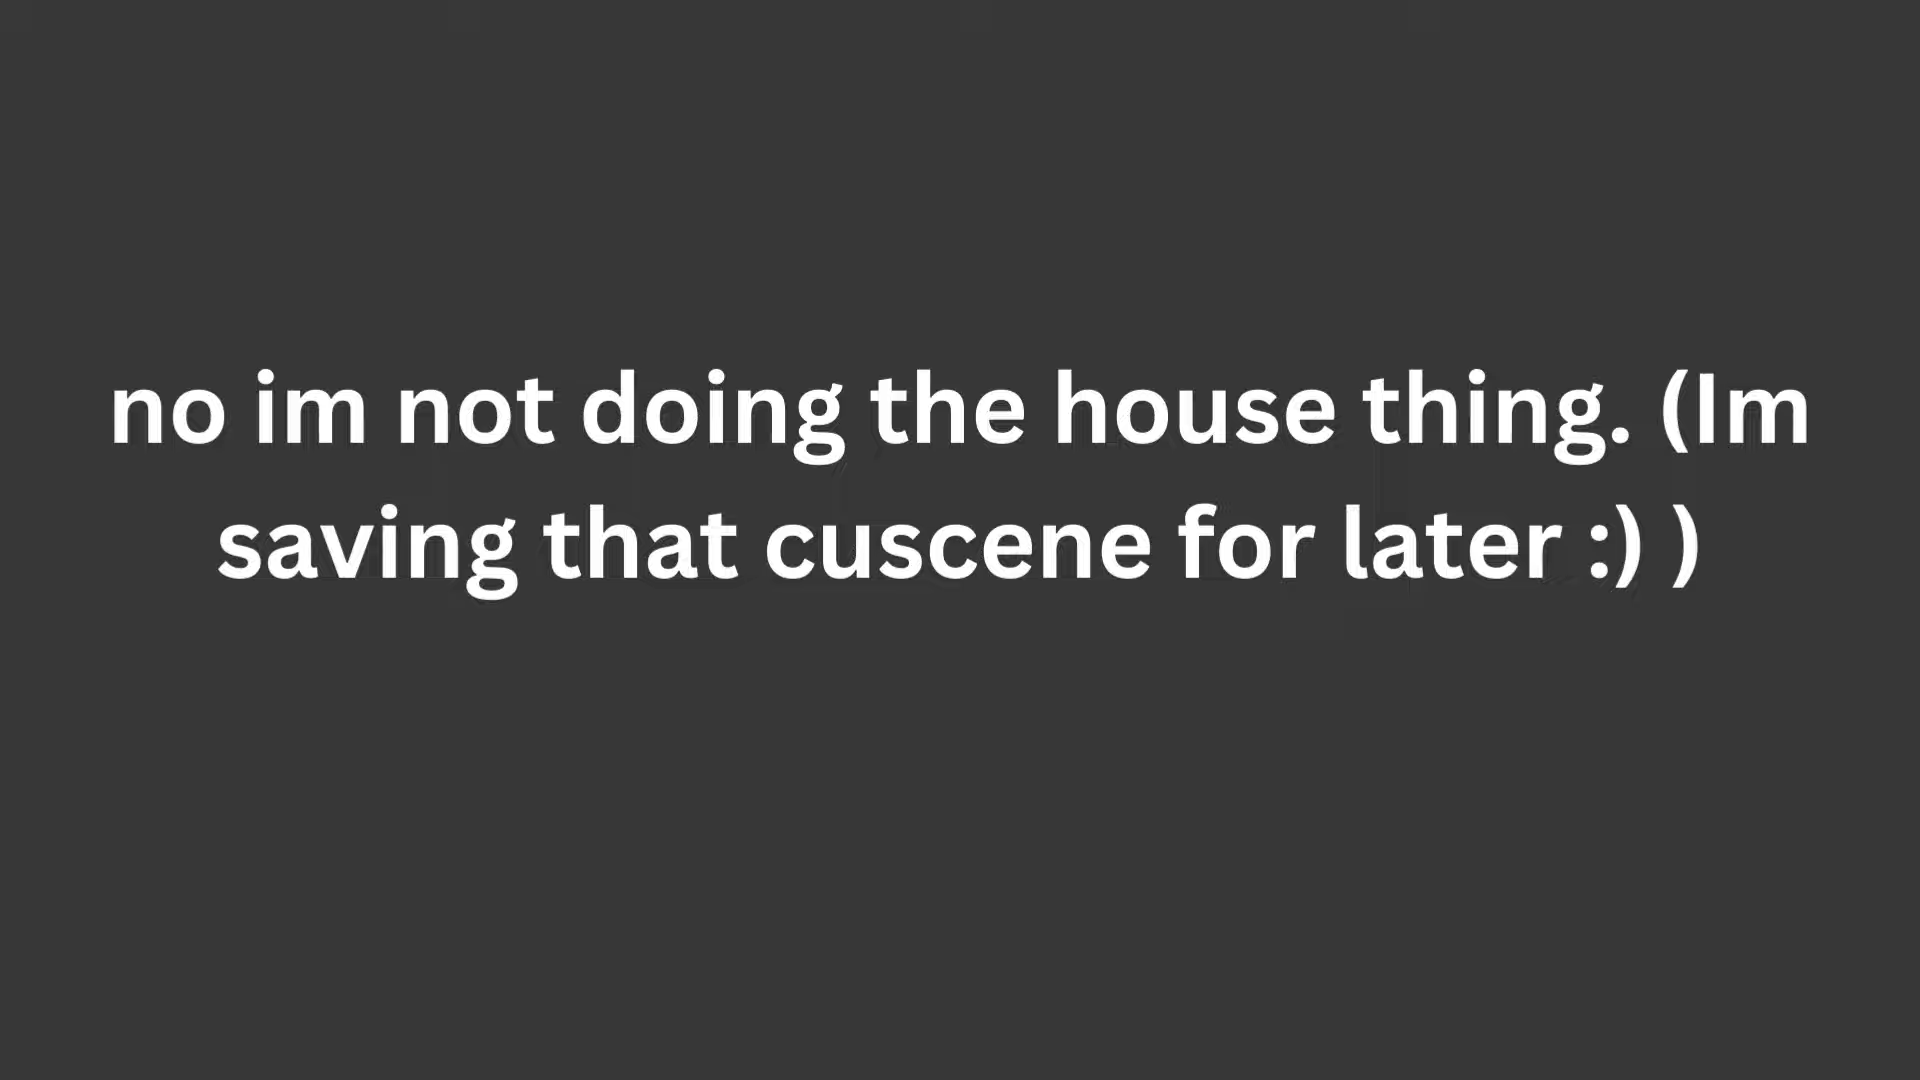 no im not doing the house thing. (Im
saving that cuscene for later :) )